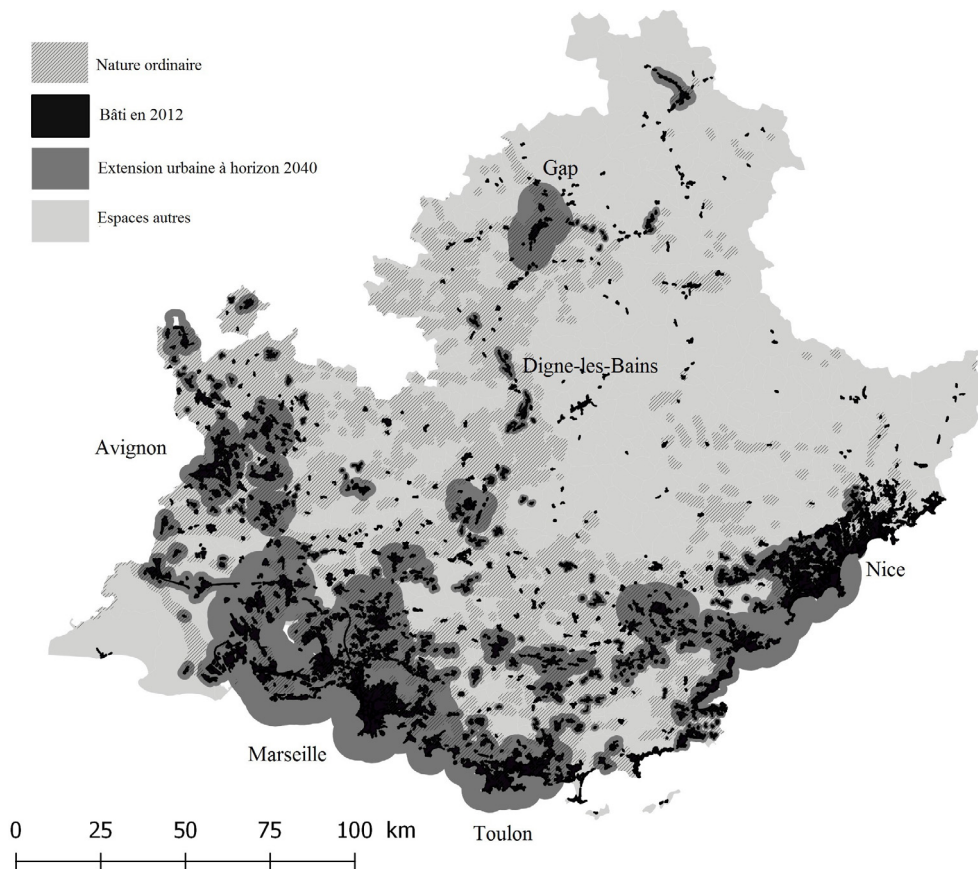 Nature ordinaire
Bâti en 2012
Extension urbaine à horizon 2040
Espaces autres
Gap
Digne-les-Bains
Avignon
Nice
Marseille
Toulon
0 25 50 75 100 km